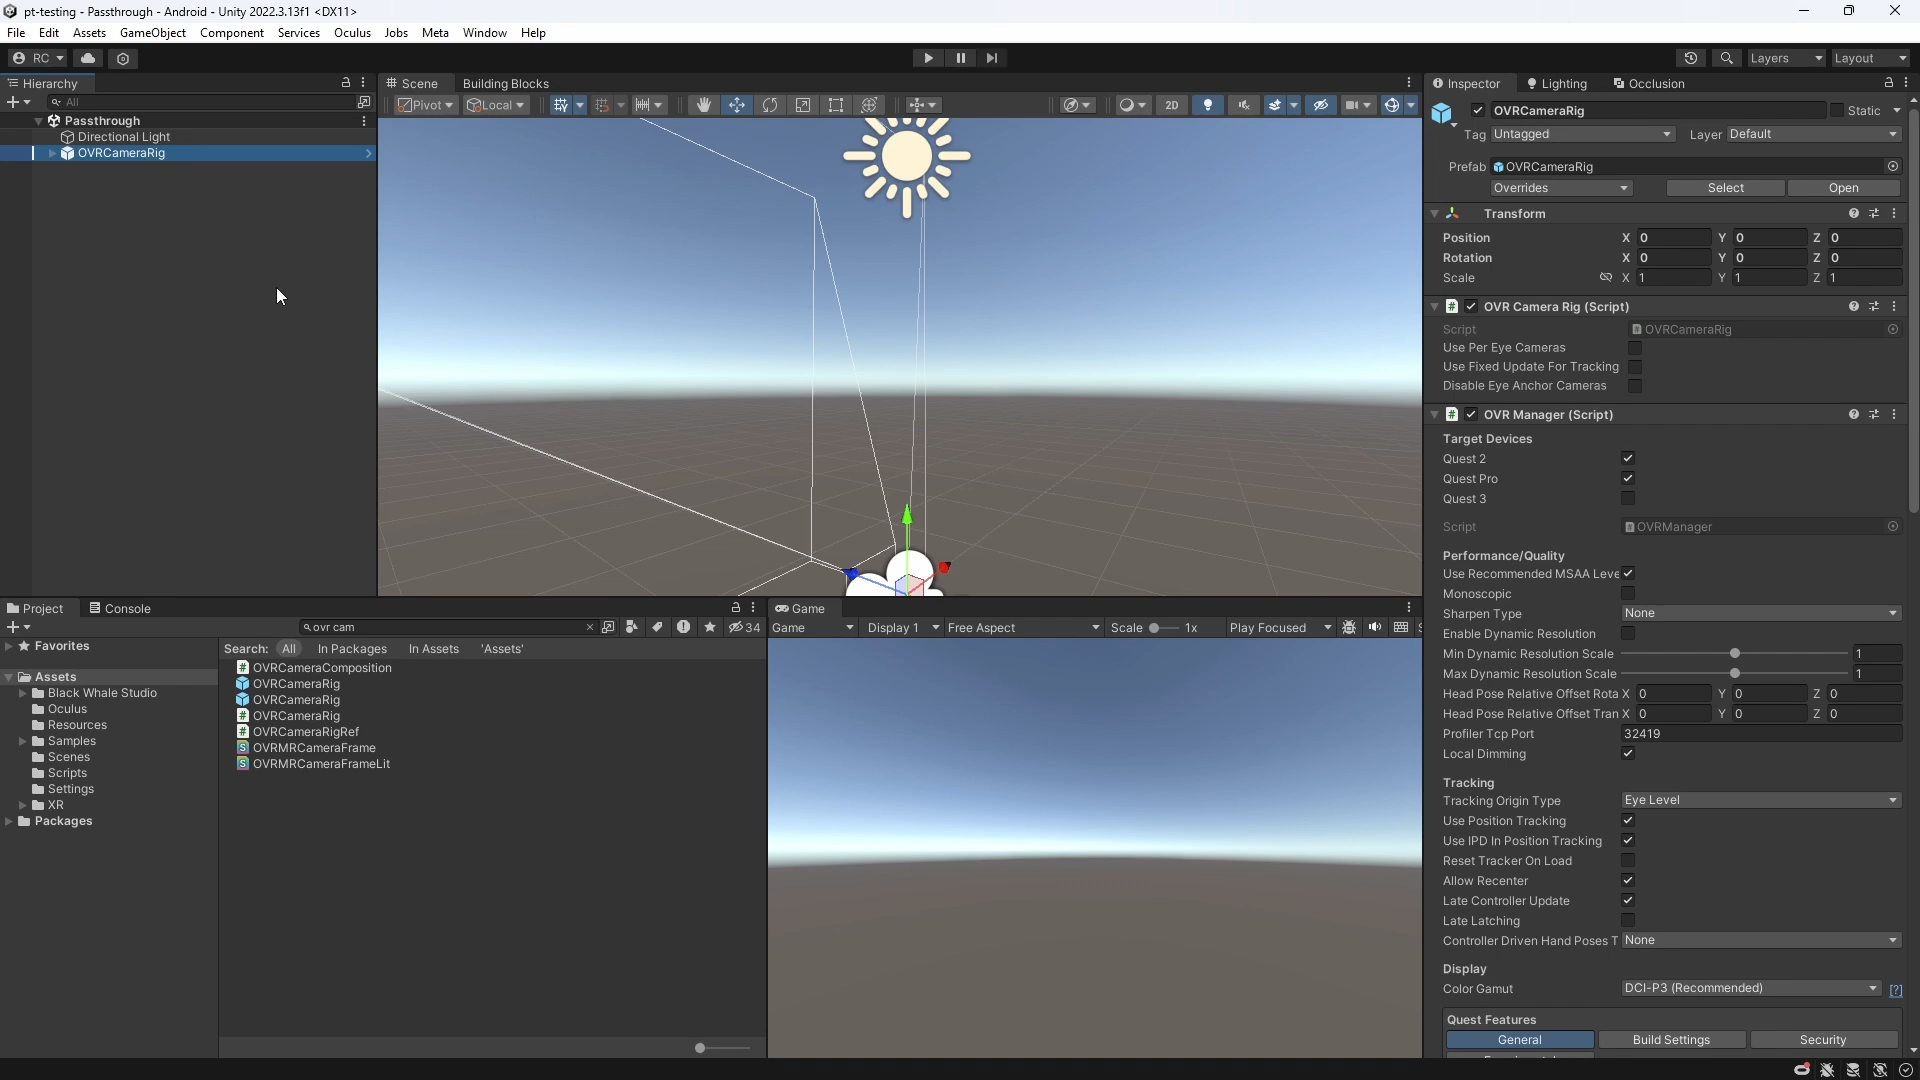 pt-testing - Passthrough - Android - Unity 2022.3.13f1 <DX11>
File Edit Assets GameObject Component Services Oculus Jobs Meta Window Help
RC
Layers Layout
Hierarchy
All
Passthrough
Directional Light
OVRCameraRig
Scene Building Blocks
Pivot Local 2D
Inspector Lighting Occlusion
OVRCameraRig Static
Tag Untagged Layer Default
Prefab OVRCameraRig
Overrides Select Open
Transform
Position X 0 Y 0 Z 0
Rotation X 0 Y 0 Z 0
Scale X 1 Y 1 Z 1
# OVR Camera Rig (Script)
Script OVRCameraRig
Use Per Eye Cameras
Use Fixed Update For Tracking
Disable Eye Anchor Cameras
# OVR Manager (Script)
Target Devices
Quest 2
Quest Pro
Quest 3
Script OVRManager
Performance/Quality
Use Recommended MSAA Leve
Monoscopic
Sharpen Type None
Enable Dynamic Resolution
Min Dynamic Resolution Scale 1
Max Dynamic Resolution Scale 1
Head Pose Relative Offset Rota X 0 Y 0 Z 0
Head Pose Relative Offset Tran X 0 Y 0 Z 0
Profiler Tcp Port 32419
Local Dimming
Tracking
Tracking Origin Type Eye Level
Use Position Tracking
Use IPD In Position Tracking
Reset Tracker On Load
Allow Recenter
Late Controller Update
Late Latching
Controller Driven Hand Poses T None
Display
Color Gamut DCI-P3 (Recommended) [?]
Quest Features
General Build Settings Security
Project Console
ovr cam 34
Favorites
Assets
Black Whale Studio
Oculus
Resources
Samples
Scenes
Scripts
Settings
XR
Packages
Search: All In Packages In Assets 'Assets'
# OVRCameraComposition
OVRCameraRig
OVRCameraRig
# OVRCameraRig
# OVRCameraRigRef
S OVRMRCameraFrame
S OVRMRCameraFrameLit
Game
Game Display 1 Free Aspect Scale 1x Play Focused